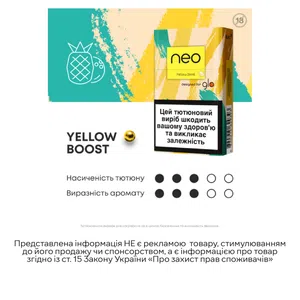 18
neo
designed for glo
Цей тютюновий
виріб шкодить
вашому здоров'ю
та викликає
залежність
YELLOW
BOOST
Насиченість тютюну
Виразність аромату
Представлена інформація НЕ є рекламою товару, стимулюванням
до його продажу чи спонсорством, а є інформацією про товар
згідно із ст. 15 Закону України «Про захист прав споживачів»